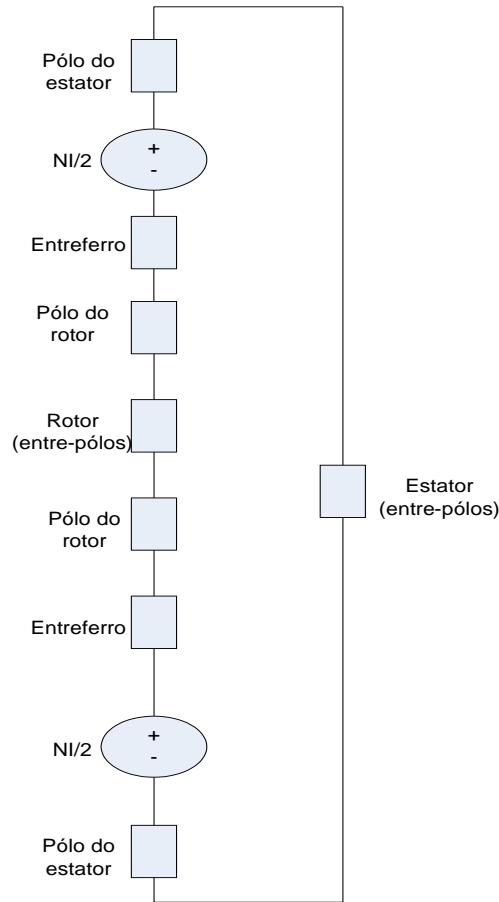 Pólo do
estator
+
-
NI/2
Entreferro
Pólo do
rotor
Rotor
(entre-pólos)
Estator
(entre-pólos)
Pólo do
rotor
Entreferro
+
-
NI/2
Pólo do
estator